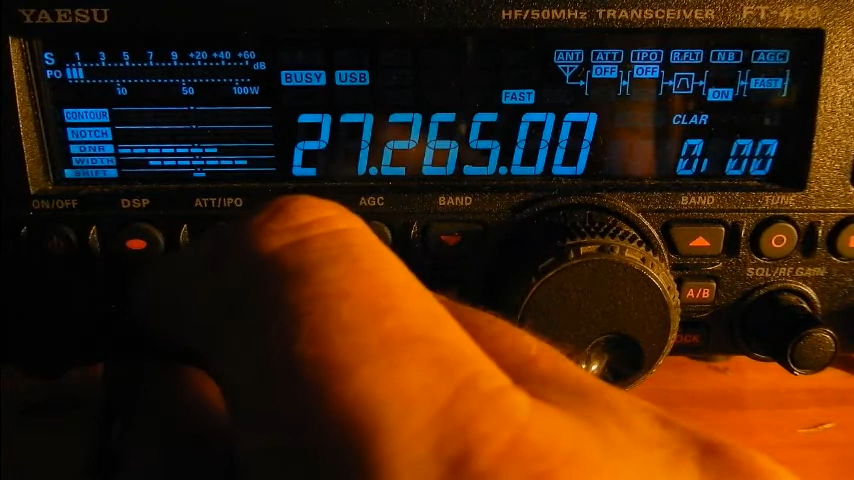 YAESU HF/50MHz TRANSCEIVER FT-450
S 1 3 5 7 9 +20 +40 +60 dB
PO 10 50 100W
BUSY USB
ANT ATT IPO R.FLT NB AGC
OFF OFF ON FAST
FAST
CONTOUR
NOTCH
DNR
WIDTH
SHIFT
27.265.00
CLAR
0.00
ON/OFF DSP ATT/IPO AGC BAND BAND TUNE
SQL/RF GAIN
A/B